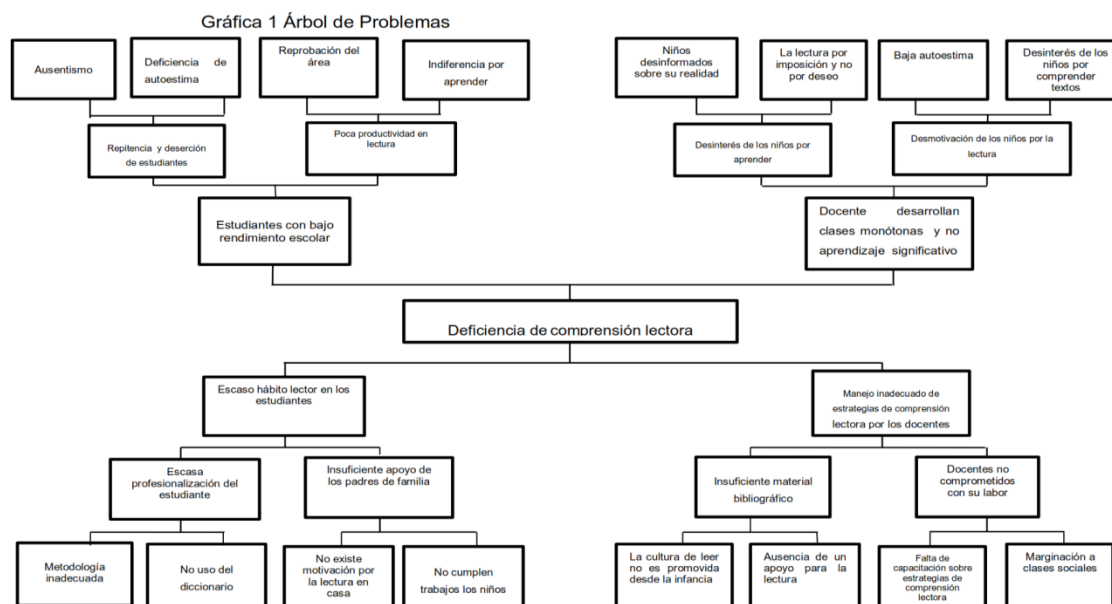 Gráfica 1 Árbol de Problemas
Ausentismo
Deficiencia de
autoestima
Reprobación del
área
Indiferencia por
aprender
Niños
desinformados
sobre su realidad
La lectura por
imposición y no
por deseo
Baja autoestima
Desinterés de los
niños por
comprender
textos
Repitencia y deserción
de estudiantes
Poca productividad en
lectura
Desinterés de los niños por
aprender
Desmotivación de los niños por la
lectura
Estudiantes con bajo
rendimiento escolar
Docente desarrollan
clases monótonas y no
aprendizaje significativo
Deficiencia de comprensión lectora
Escaso hábito lector en los
estudiantes
Manejo inadecuado de
estrategias de comprensión
lectora por los docentes
Escasa
profesionalización del
estudiante
Insuficiente apoyo de
los padres de familia
Insuficiente material
bibliográfico
Docentes no
comprometidos
con su labor
Metodología
inadecuada
No uso del
diccionario
No existe
motivación por
la lectura en
casa
No cumplen
trabajos los niños
La cultura de leer
no es promovida
desde la infancia
Ausencia de un
apoyo para la
lectura
Falta de
capacitación sobre
estrategias de
comprensión
lectora
Marginación a
clases sociales